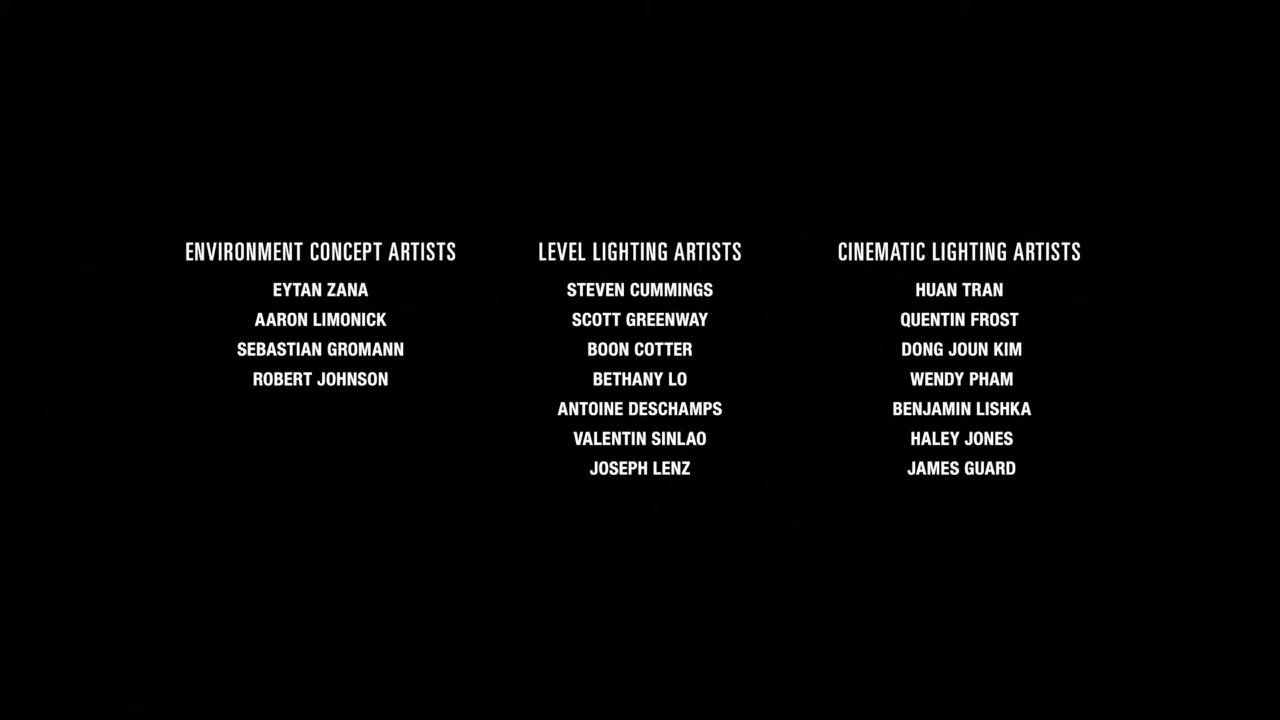 ENVIRONMENT CONCEPT ARTISTS
EYTAN ZANA
AARON LIMONICK
SEBASTIAN GROMANN
ROBERT JOHNSON
LEVEL LIGHTING ARTISTS
STEVEN CUMMINGS
SCOTT GREENWAY
BOON COTTER
BETHANY LO
ANTOINE DESCHAMPS
VALENTIN SINLAO
JOSEPH LENZ
CINEMATIC LIGHTING ARTISTS
HUAN TRAN
QUENTIN FROST
DONG JOUN KIM
WENDY PHAM
BENJAMIN LISHKA
HALEY JONES
JAMES GUARD